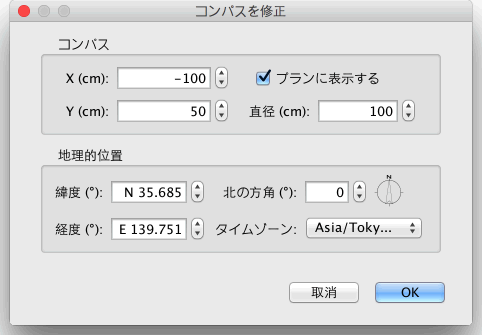 コンパスを修正
コンパス
X (cm): -100 プランに表示する
Y (cm): 50 直径 (cm): 100
地理的位置
緯度 (°): N 35.685 北の方角 (°): 0 N
経度 (°): E 139.751 タイムゾーン: Asia/Toky...
取消 OK